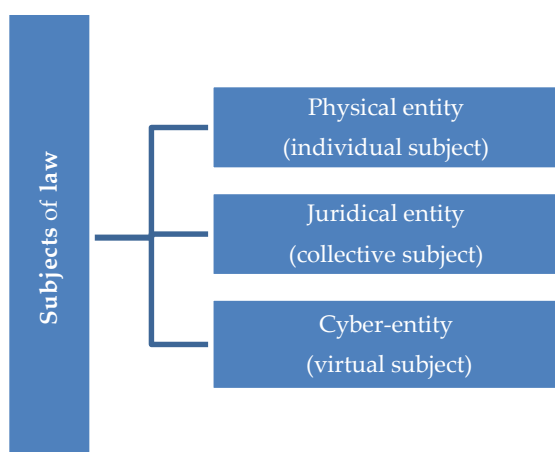 Subjects of law
Physical entity
(individual subject)
Juridical entity
(collective subject)
Cyber-entity
(virtual subject)